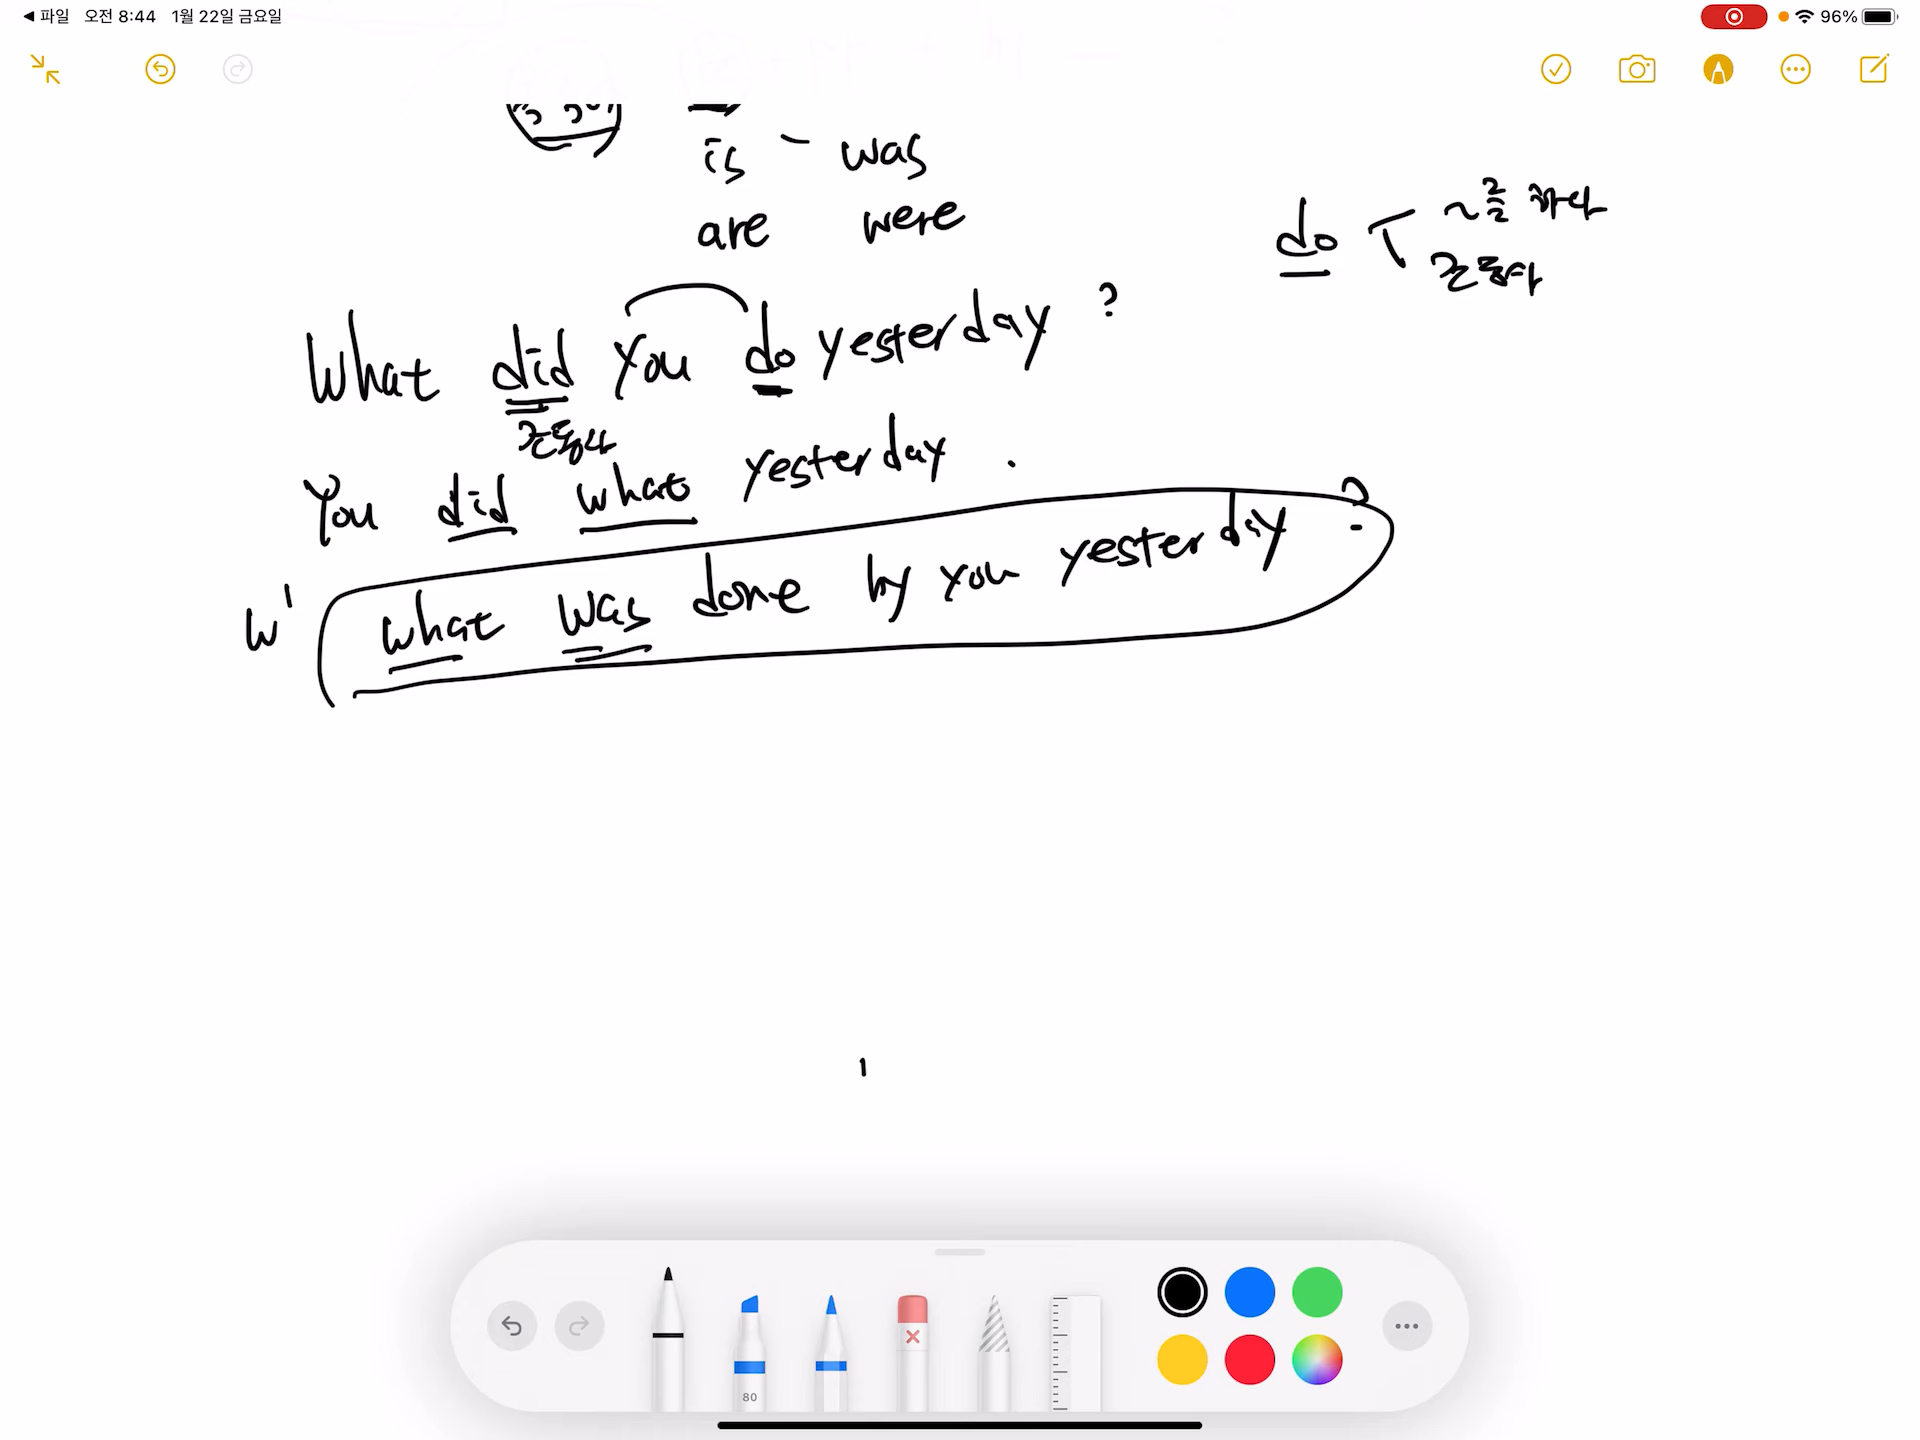 파일 오전 8:44 1월 22일 금요일
96%
is - was
are were
do ~를 하다
조동사
What did you do yesterday ?
조동사
You did what yesterday .
what was done by you yesterday ?
80